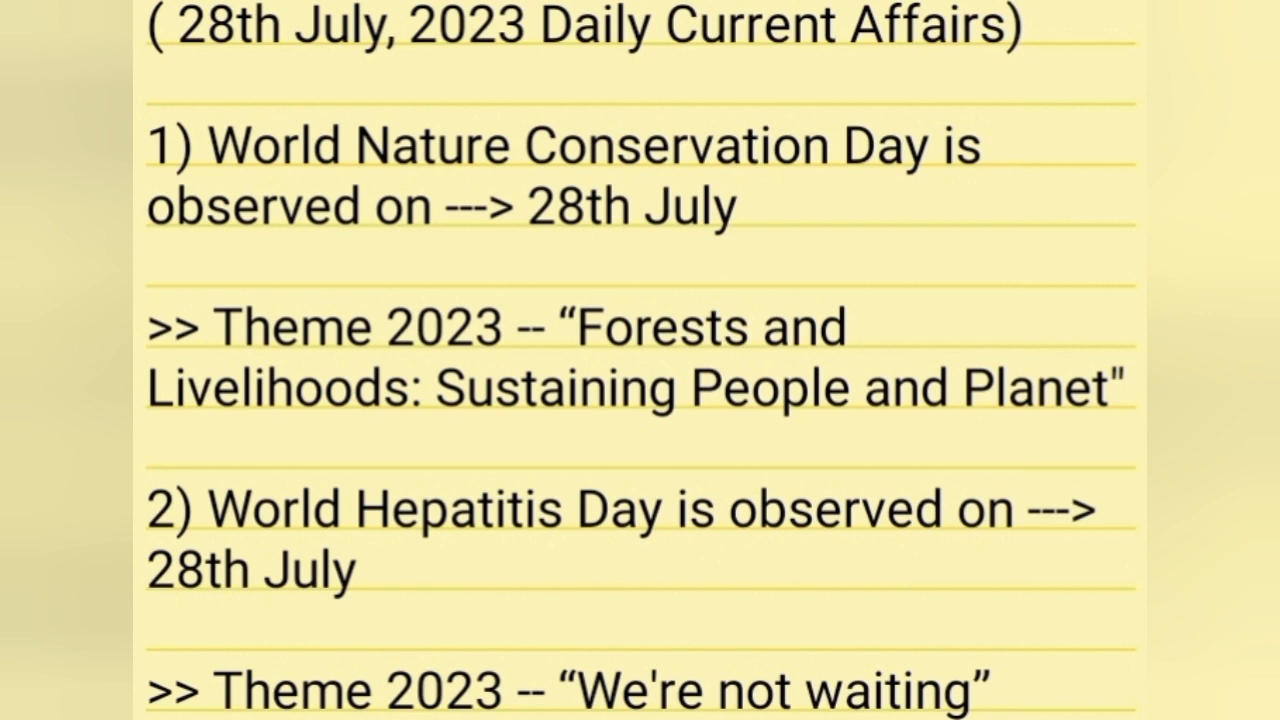 ( 28th July, 2023 Daily Current Affairs)
1) World Nature Conservation Day is
observed on ---> 28th July
>> Theme 2023 -- “Forests and
Livelihoods: Sustaining People and Planet"
2) World Hepatitis Day is observed on --->
28th July
>> Theme 2023 -- “We're not waiting”